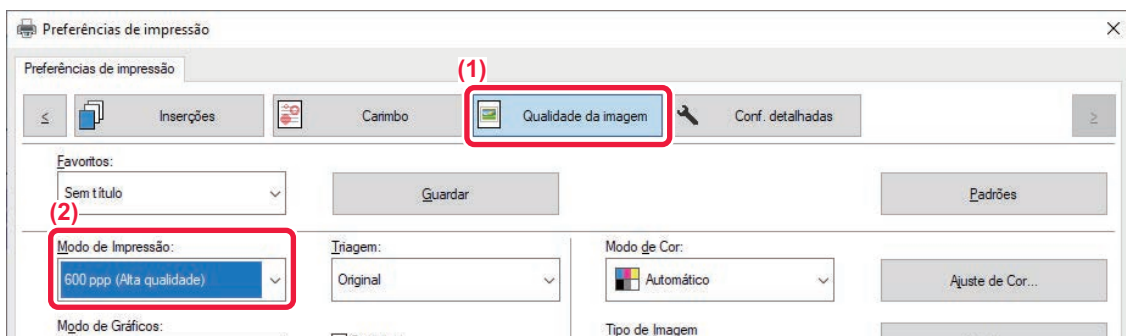 Preferências de impressão
Preferências de impressão
(1)
< Inserções Carimbo Qualidade da imagem Conf. detalhadas >
Favoritos:
Sem título Guardar Padrões
(2)
Modo de Impressão: Triagem: Modo de Cor:
600 ppp (Alta qualidade) Original Automático Ajuste de Cor...
Modo de Gráficos: Tipo de Imagem